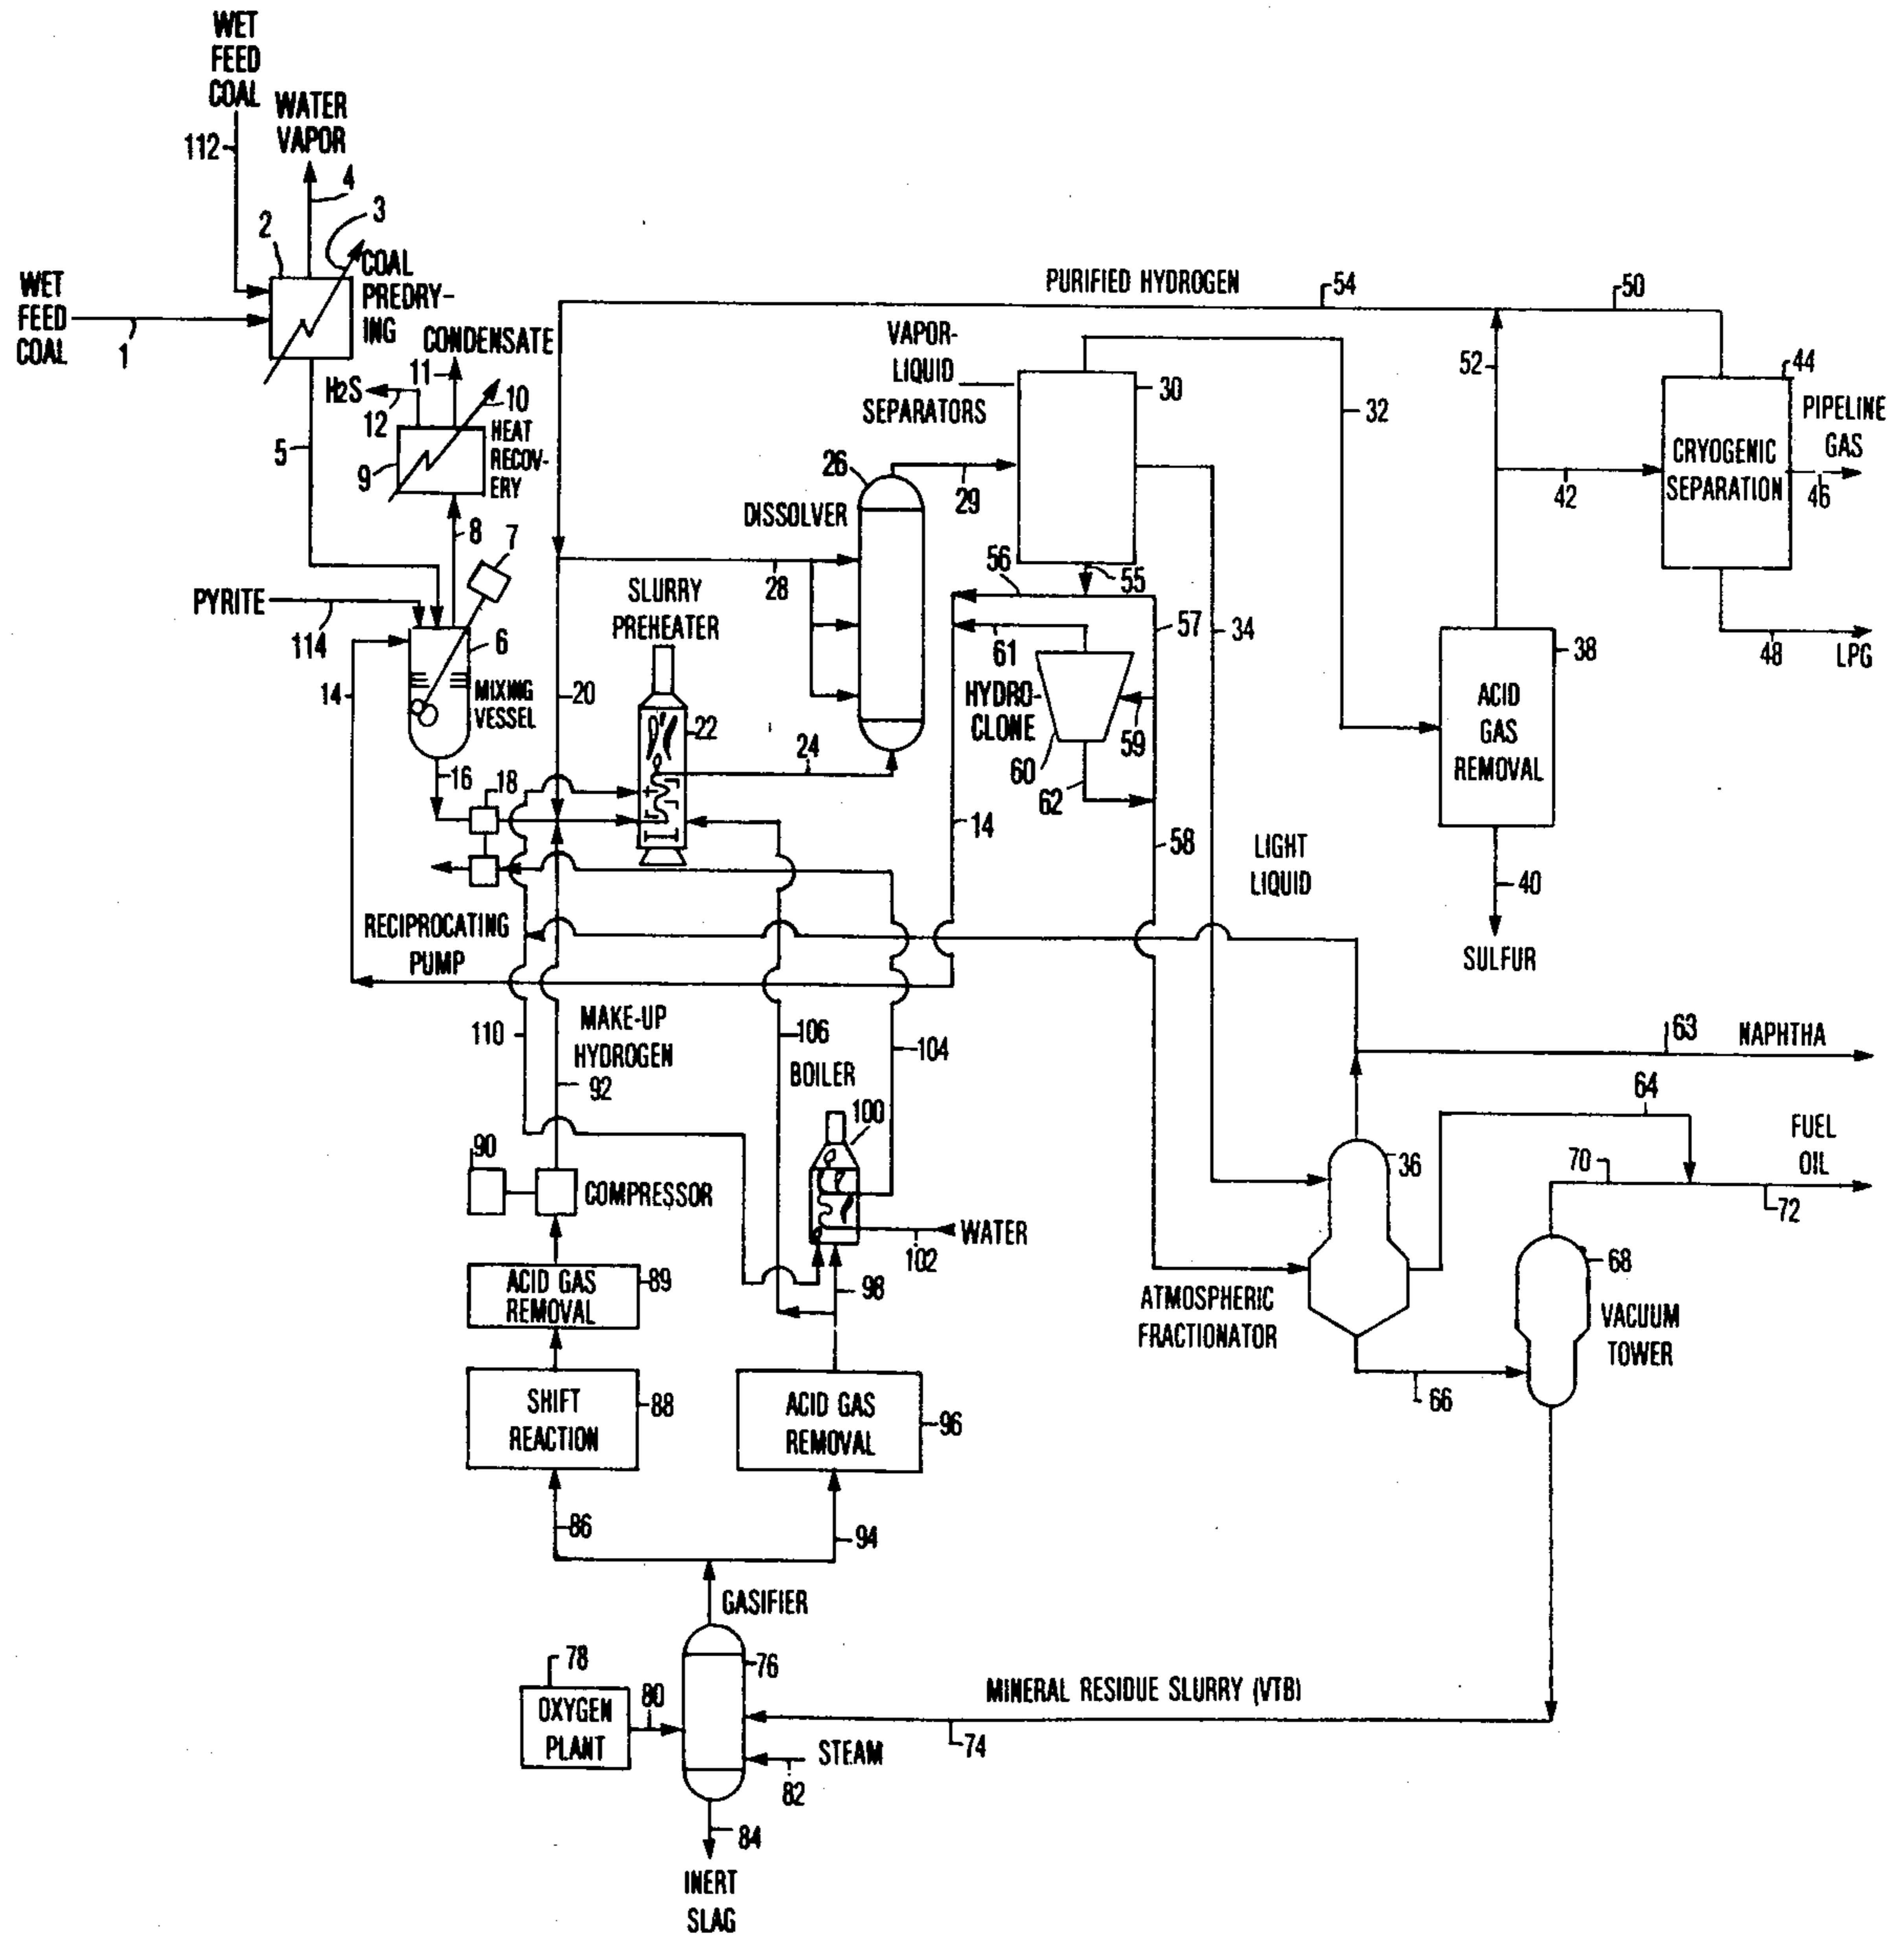 WET
FEED
COAL
WATER
VAPOR
112
4
3
2
COAL
PREDRY-
ING
WET
FEED
COAL
1
CONDENSATE
11
H2S
12
10
HEAT
RECOV-
ERY
9
5
8
7
PYRITE
114
6
14
MIXING
VESSEL
16
18
RECIPROCATING
PUMP
PURIFIED HYDROGEN
54
50
VAPOR-
LIQUID
SEPARATORS
30
32
52
44
PIPELINE
GAS
CRYOGENIC
SEPARATION
42
46
26
29
DISSOLVER
28
56
55
SLURRY
PREHEATER
57
34
61
20
22
HYDRO-
CLONE
59
60
62
24
14
58
38
48
LPG
ACID
GAS
REMOVAL
LIGHT
LIQUID
40
SULFUR
110
MAKE-UP
HYDROGEN
92
106
104
BOILER
100
63
NAPHTHA
64
FUEL
OIL
70
72
36
90
COMPRESSOR
WATER
102
68
ACID GAS
REMOVAL
89
98
ATMOSPHERIC
FRACTIONATOR
VACUUM
TOWER
66
SHIFT
REACTION
88
ACID GAS
REMOVAL
96
86
94
GASIFIER
78
76
80
OXYGEN
PLANT
MINERAL RESIDUE SLURRY (VTB)
74
STEAM
82
84
INERT
SLAG